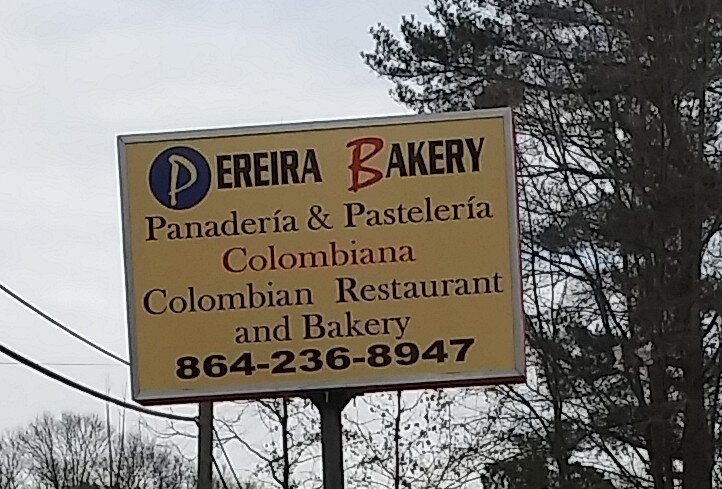 PEREIRA BAKERY
Panadería & Pastelería
Colombiana
Colombian Restaurant
and Bakery
864-236-8947